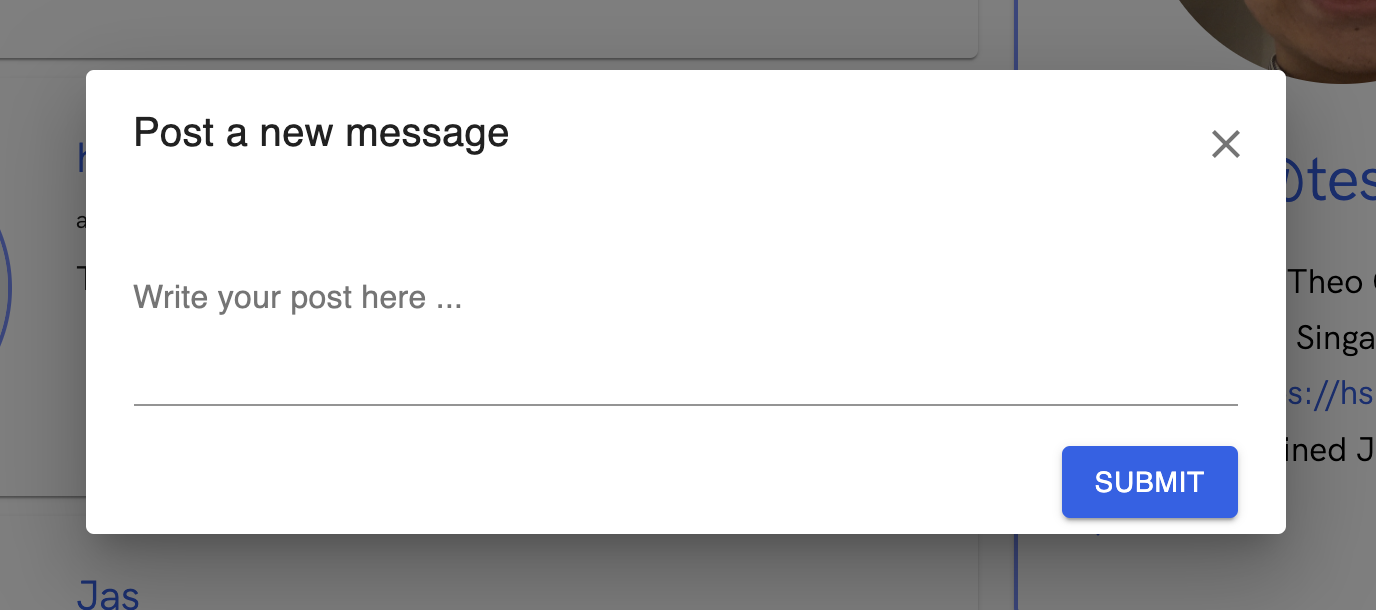 Post a new message
@tes
Theo
Singa
Write your post here ...
s://hs
ined J
SUBMIT
Jas